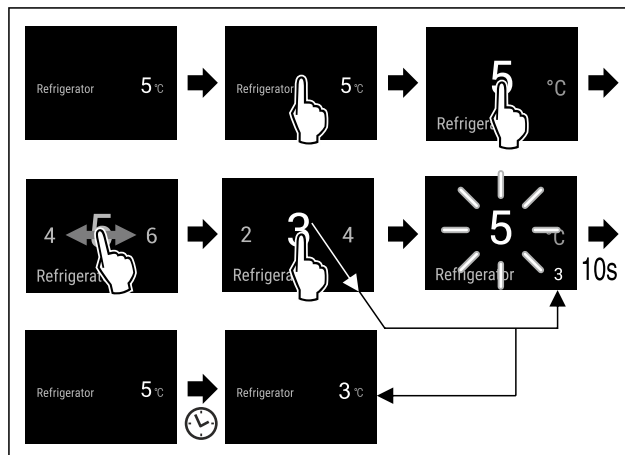 Refrigerator 5 °C
Refrigerator 5 °C
5 °C
Refriger
4 5 6
Refrigerat
2 3 4
Refrigerat
5 °C
Refrigerator 3
10s
Refrigerator 5 °C
Refrigerator 3 °C